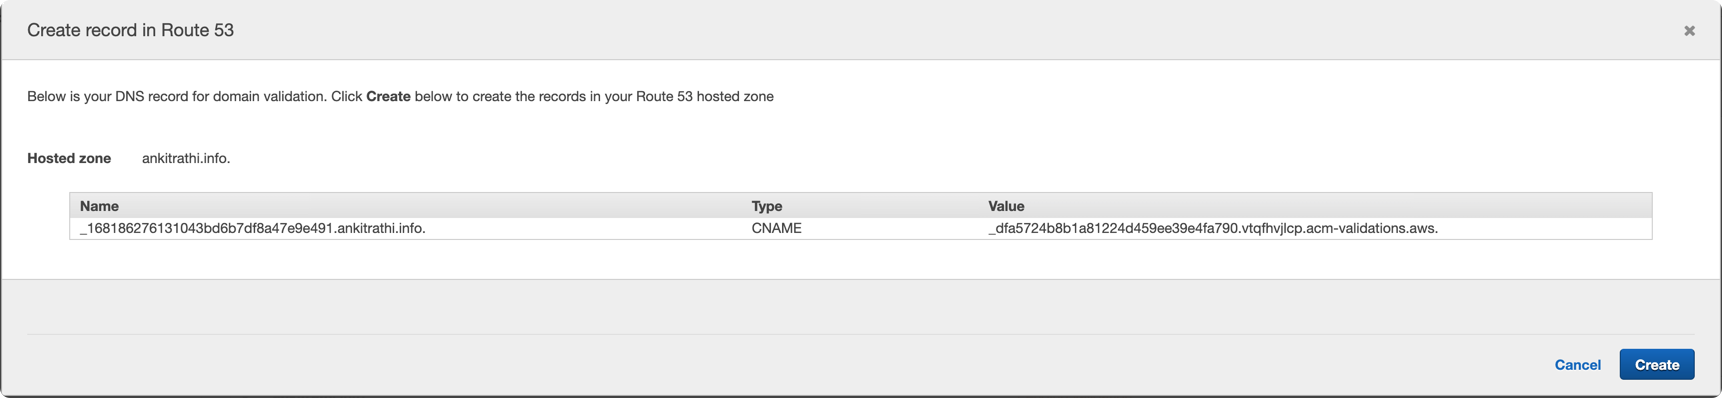 Create record in Route 53
Below is your DNS record for domain validation. Click Create below to create the records in your Route 53 hosted zone
Hosted zone ankitrathi.info.
Name Type Value
_168186276131043bd6b7df8a47e9e491.ankitrathi.info. CNAME _dfa5724b8b1a81224d459ee39e4fa790.vtqfhvjlcp.acm-validations.aws.
Cancel Create